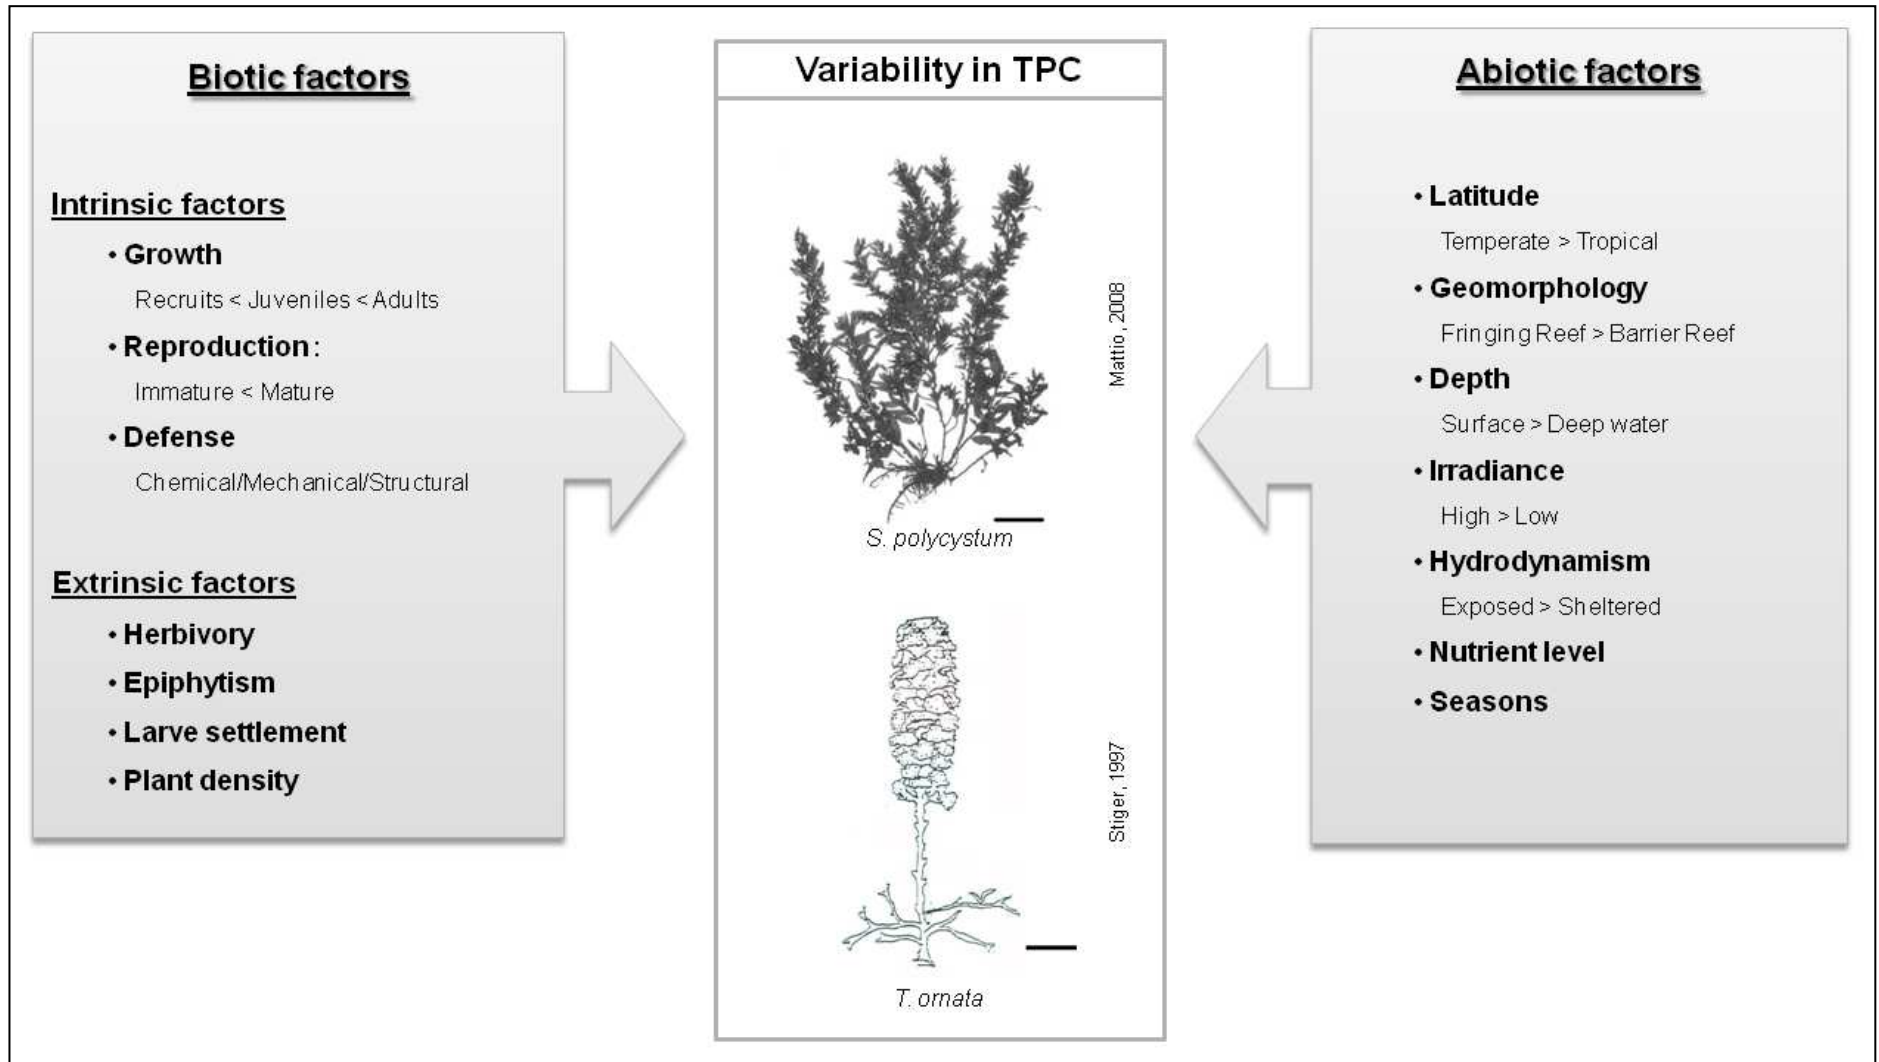 Biotic factors
Intrinsic factors
• Growth
Recruits < Juveniles < Adults
• Reproduction :
Immature < Mature
• Defense
Chemical/Mechanical/Structural
Extrinsic factors
• Herbivory
• Epiphytism
• Larve settlement
• Plant density
Variability in TPC
Mattio, 2008
S. polycystum
Stiger, 1997
T. ornata
Abiotic factors
• Latitude
Temperate > Tropical
• Geomorphology
Fringing Reef > Barrier Reef
• Depth
Surface > Deep water
• Irradiance
High > Low
• Hydrodynamism
Exposed > Sheltered
• Nutrient level
• Seasons